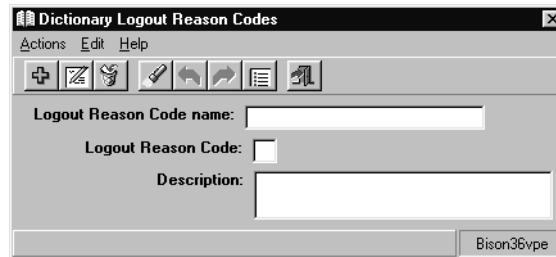 Dictionary Logout Reason Codes
Actions Edit Help
Logout Reason Code name:
Logout Reason Code:
Description:
Bison36vpe